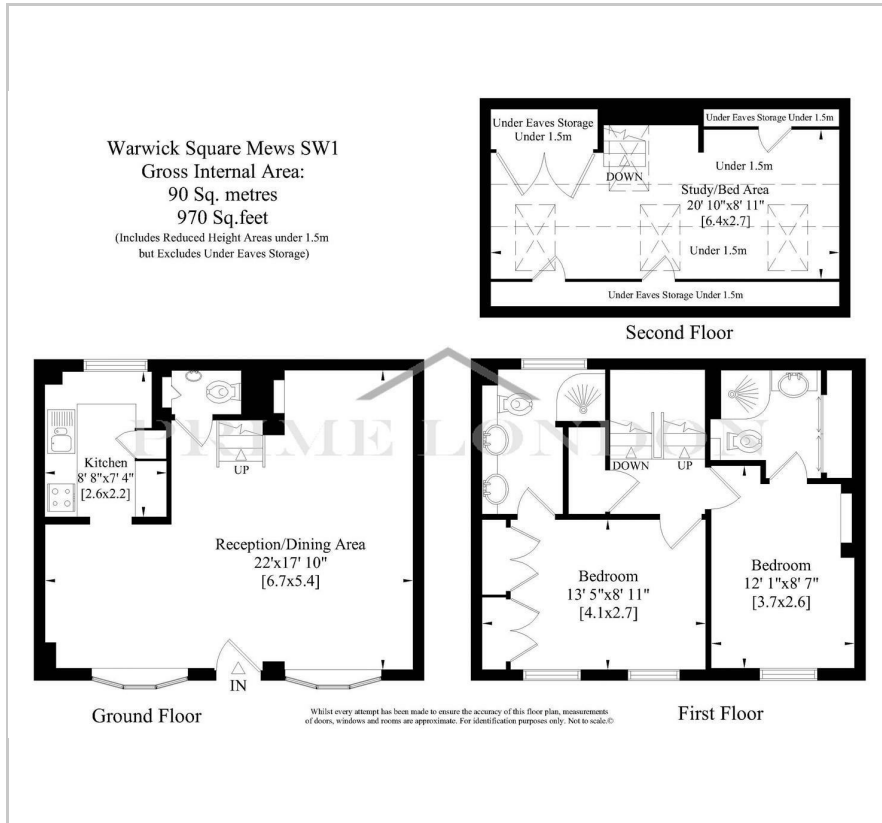 Warwick Square Mews SW1
Gross Internal Area:
90 Sq. metres
970 Sq.feet
(Includes Reduced Height Areas under 1.5m
but Excludes Under Eaves Storage)
Under Eaves Storage
Under 1.5m
Under Eaves Storage Under 1.5m
DOWN
Under 1.5m
Study/Bed Area
20' 10"x8' 11"
[6.4x2.7]
Under 1.5m
Under Eaves Storage Under 1.5m
Second Floor
PRIME LONDON
Kitchen
8' 8"x7' 4"
[2.6x2.2]
UP
Reception/Dining Area
22'x17' 10"
[6.7x5.4]
IN
Ground Floor
DOWN
UP
Bedroom
13' 5"x8' 11"
[4.1x2.7]
Bedroom
12' 1"x8' 7"
[3.7x2.6]
First Floor
Whilst every attempt has been made to ensure the accuracy of this floor plan, measurements
of doors, windows and rooms are approximate. For identification purposes only. Not to scale.©